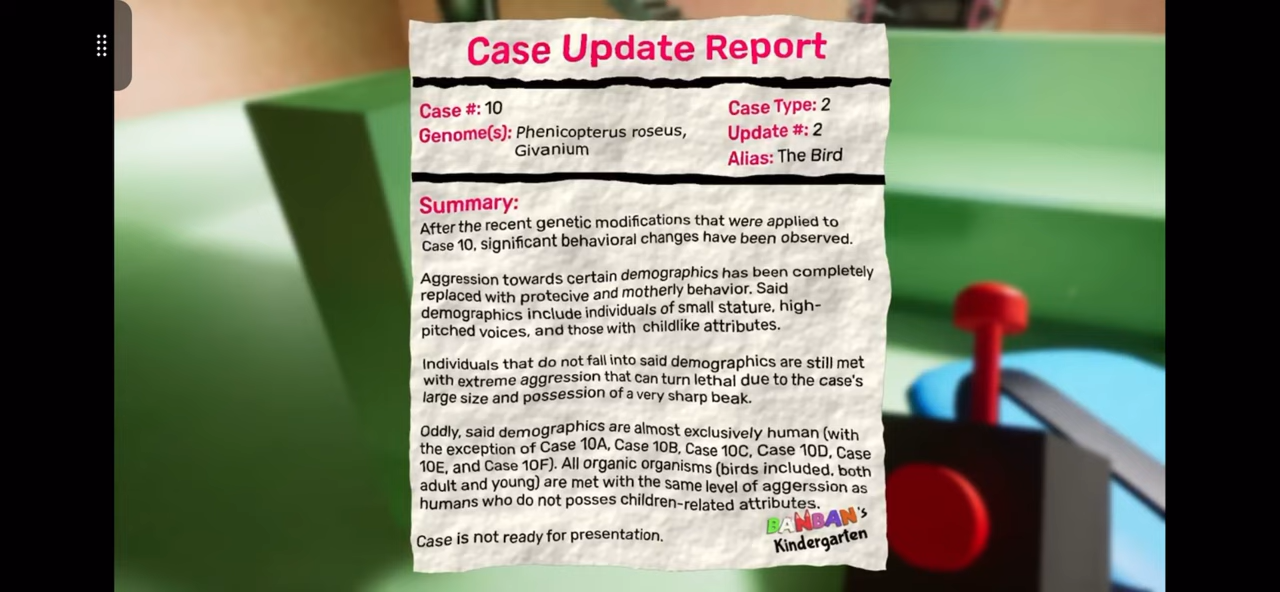 Case Update Report
Case #: 10
Genome(s): Phenicopterus roseus,
Givanium
Case Type: 2
Update #: 2
Alias: The Bird
Summary:
After the recent genetic modifications that were applied to
Case 10, significant behavioral changes have been observed.
Aggression towards certain demographics has been completely
replaced with protecive and motherly behavior. Said
demographics include individuals of small stature, high-
pitched voices, and those with childlike attributes.
Individuals that do not fall into said demographics are still met
with extreme aggression that can turn lethal due to the case's
large size and possession of a very sharp beak.
Oddly, said demographics are almost exclusively human (with
the exception of Case 10A, Case 10B, Case 10C, Case 10D, Case
10E, and Case 10F). All organic organisms (birds included, both
adult and young) are met with the same level of aggerssion as
humans who do not posses children-related attributes.
Case is not ready for presentation.
BANBAN's
Kindergarten